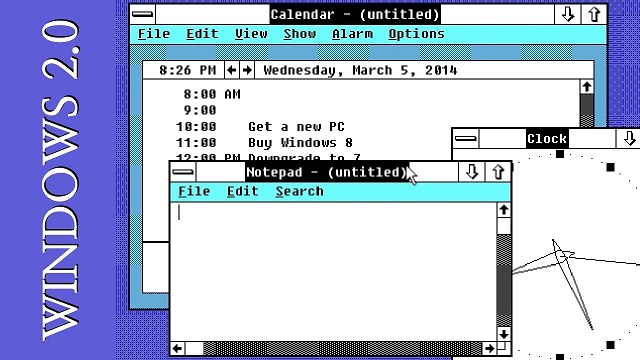 WINDOWS 2.0
Calendar - (untitled)
File Edit View Show Alarm Options
8:26 PM Wednesday, March 5, 2014
8:00 AM
9:00
10:00 Get a new PC
11:00 Buy Windows 8
12:00 PM Downgrade to 7
Clock
Notepad - (untitled)
File Edit Search